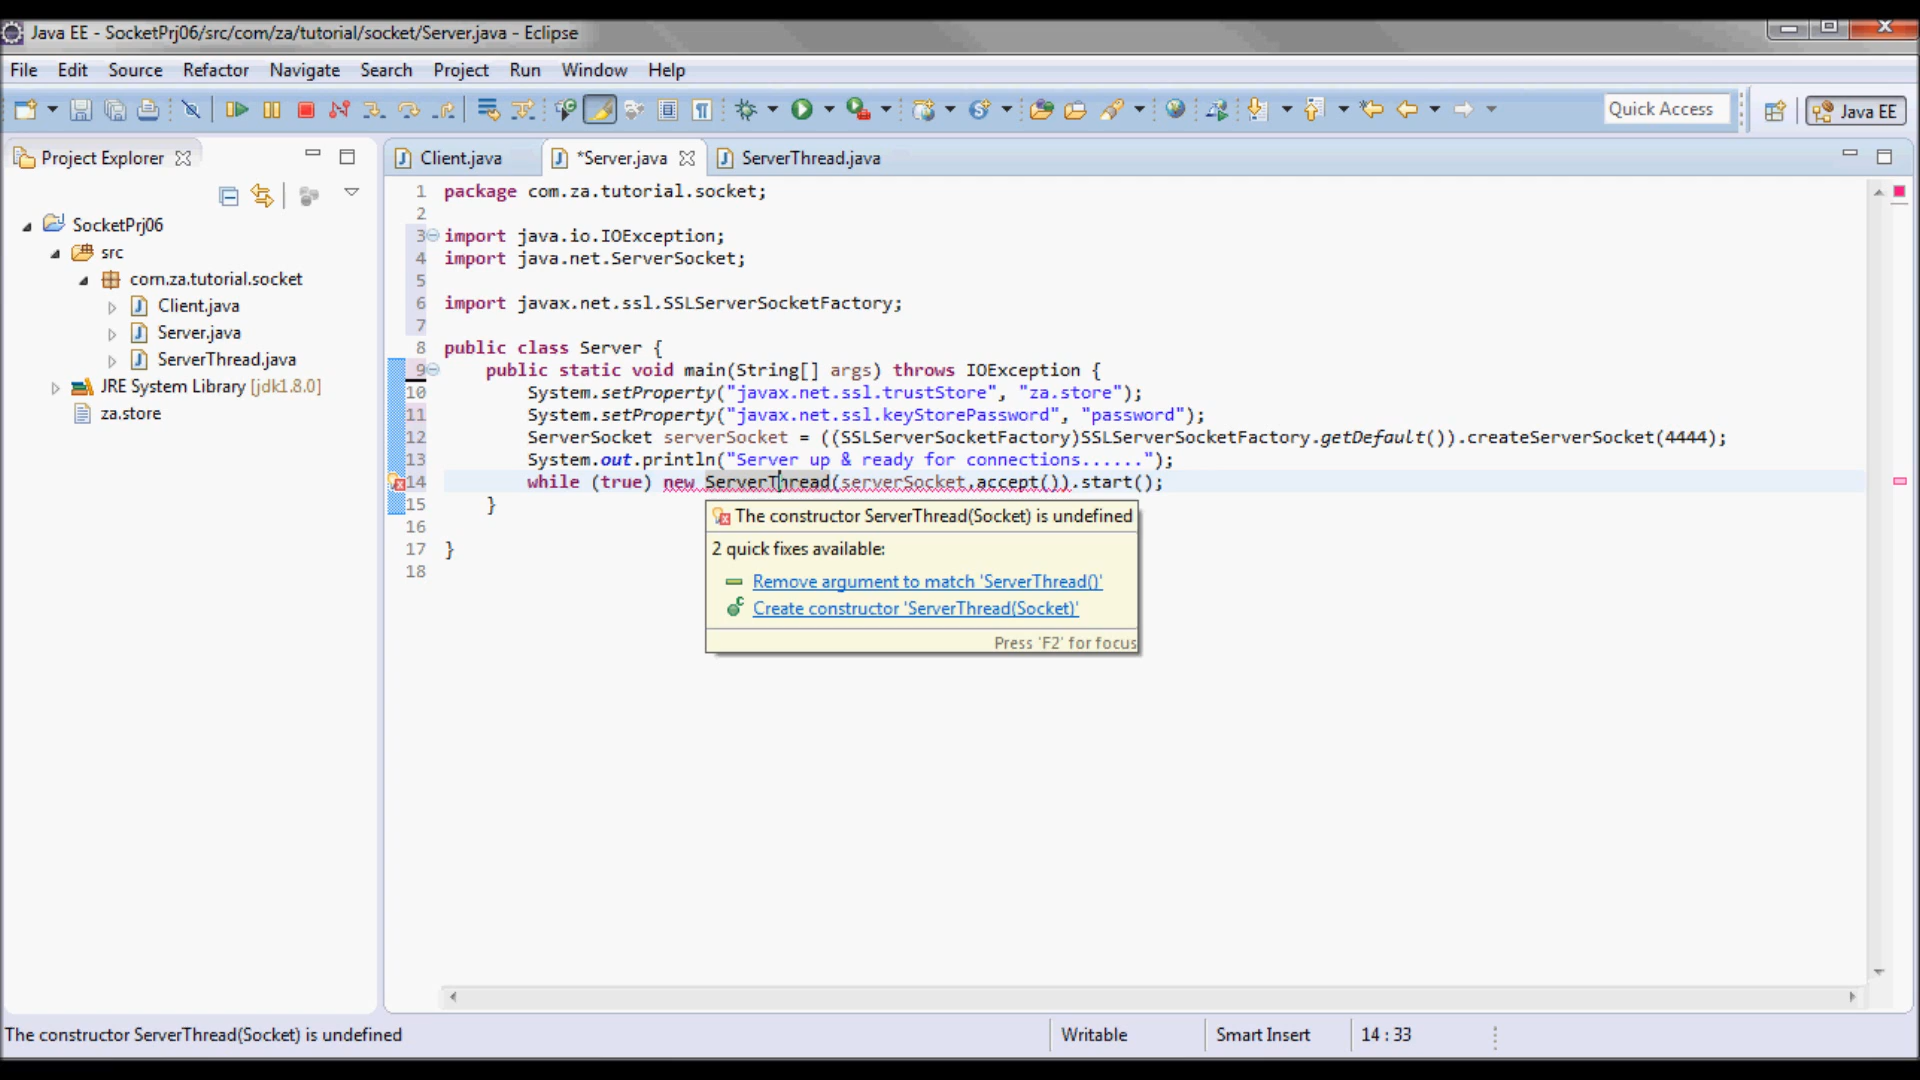 Java EE - SocketPrj06/src/com/za/tutorial/socket/Server.java - Eclipse
File Edit Source Refactor Navigate Search Project Run Window Help
Quick Access
Java EE
Project Explorer
Client.java
*Server.java
ServerThread.java
SocketPrj06
src
com.za.tutorial.socket
Client.java
Server.java
ServerThread.java
JRE System Library [jdk1.8.0]
za.store
1 package com.za.tutorial.socket;
2
3 import java.io.IOException;
4 import java.net.ServerSocket;
5
6 import javax.net.ssl.SSLServerSocketFactory;
7
8 public class Server {
9 public static void main(String[] args) throws IOException {
10 System.setProperty("javax.net.ssl.trustStore", "za.store");
11 System.setProperty("javax.net.ssl.keyStorePassword", "password");
12 ServerSocket serverSocket = ((SSLServerSocketFactory)SSLServerSocketFactory.getDefault()).createServerSocket(4444);
13 System.out.println("Server up & ready for connections......");
14 while (true) new ServerThread(serverSocket.accept()).start();
15 }
16
17 }
18
The constructor ServerThread(Socket) is undefined
2 quick fixes available:
Remove argument to match 'ServerThread()'
Create constructor 'ServerThread(Socket)'
Press 'F2' for focus
The constructor ServerThread(Socket) is undefined
Writable
Smart Insert
14 : 33